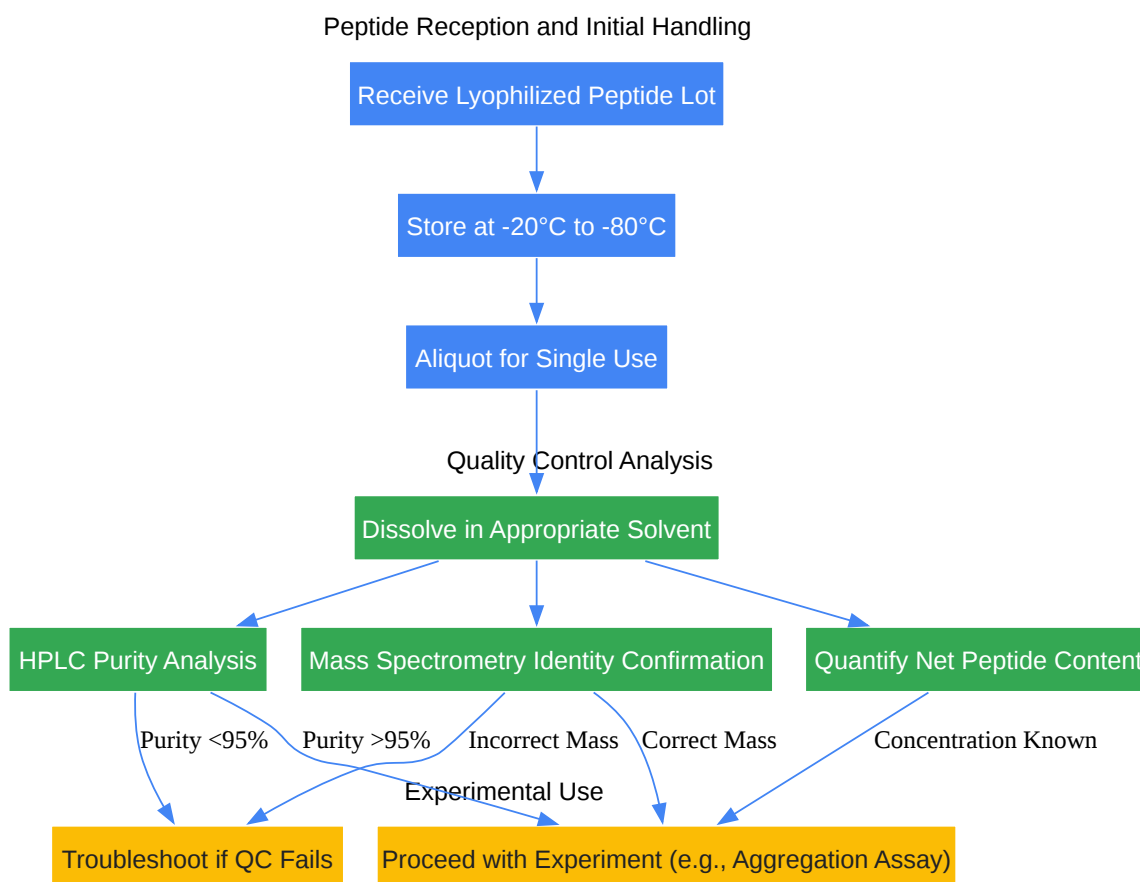 Peptide Reception and Initial Handling
Receive Lyophilized Peptide Lot
Store at -20°C to -80°C
Aliquot for Single Use
Quality Control Analysis
Dissolve in Appropriate Solvent
HPLC Purity Analysis
Mass Spectrometry Identity Confirmation
Quantify Net Peptide Content
Purity <95%
Purity >95%
Incorrect Mass
Correct Mass
Concentration Known
Experimental Use
Troubleshoot if QC Fails
Proceed with Experiment (e.g., Aggregation Assay)